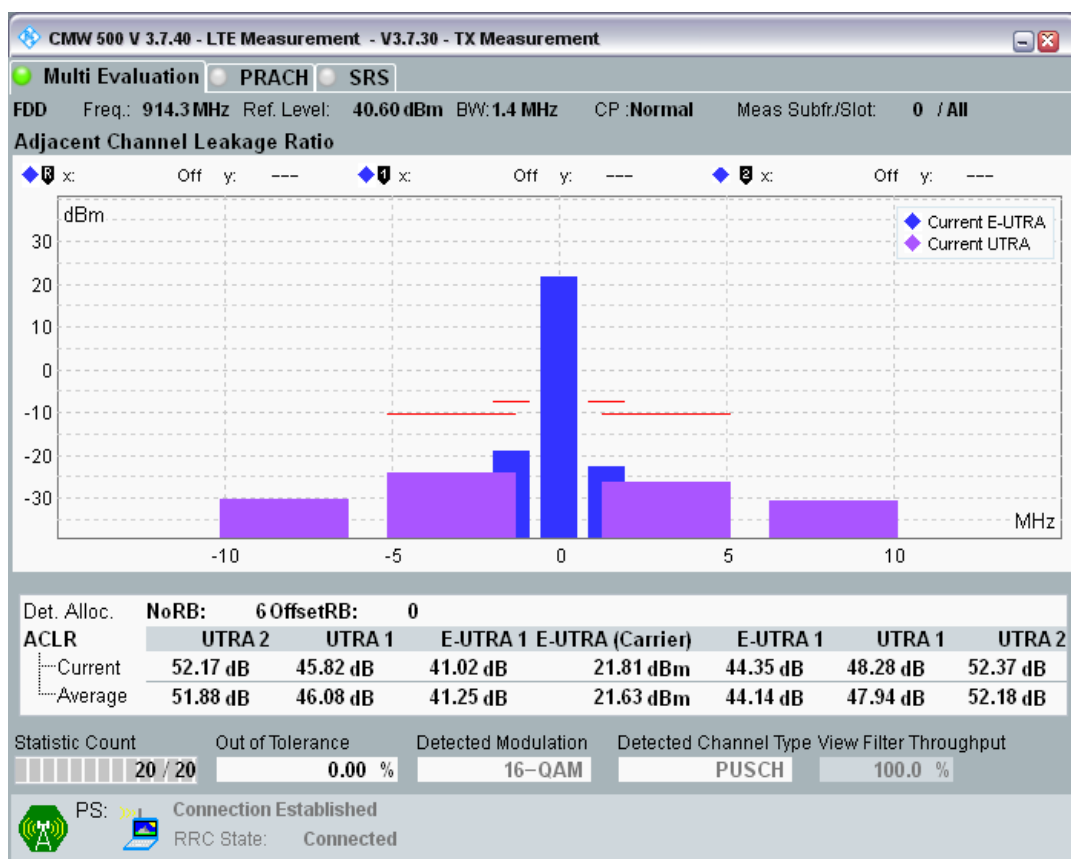 CMW 500 V 3.7.40 - LTE Measurement - V3.7.30 - TX Measurement
Multi Evaluation PRACH SRS
FDD Freq.: 914.3 MHz Ref. Level: 40.60 dBm BW: 1.4 MHz CP :Normal Meas Subfr./Slot: 0 / All
Adjacent Channel Leakage Ratio
R x: Off y: --- 1 x: Off y: --- 2 x: Off y: ---
dBm
Current E-UTRA
Current UTRA
30
20
10
0
-10
-20
-30
MHz
-10 -5 0 5 10
Det. Alloc. NoRB: 6 OffsetRB: 0
ACLR UTRA 2 UTRA 1 E-UTRA 1 E-UTRA (Carrier) E-UTRA 1 UTRA 1 UTRA 2
Current 52.17 dB 45.82 dB 41.02 dB 21.81 dBm 44.35 dB 48.28 dB 52.37 dB
Average 51.88 dB 46.08 dB 41.25 dB 21.63 dBm 44.14 dB 47.94 dB 52.18 dB
Statistic Count Out of Tolerance Detected Modulation Detected Channel Type View Filter Throughput
20 / 20 0.00 % 16-QAM PUSCH 100.0 %
PS: Connection Established
RRC State: Connected